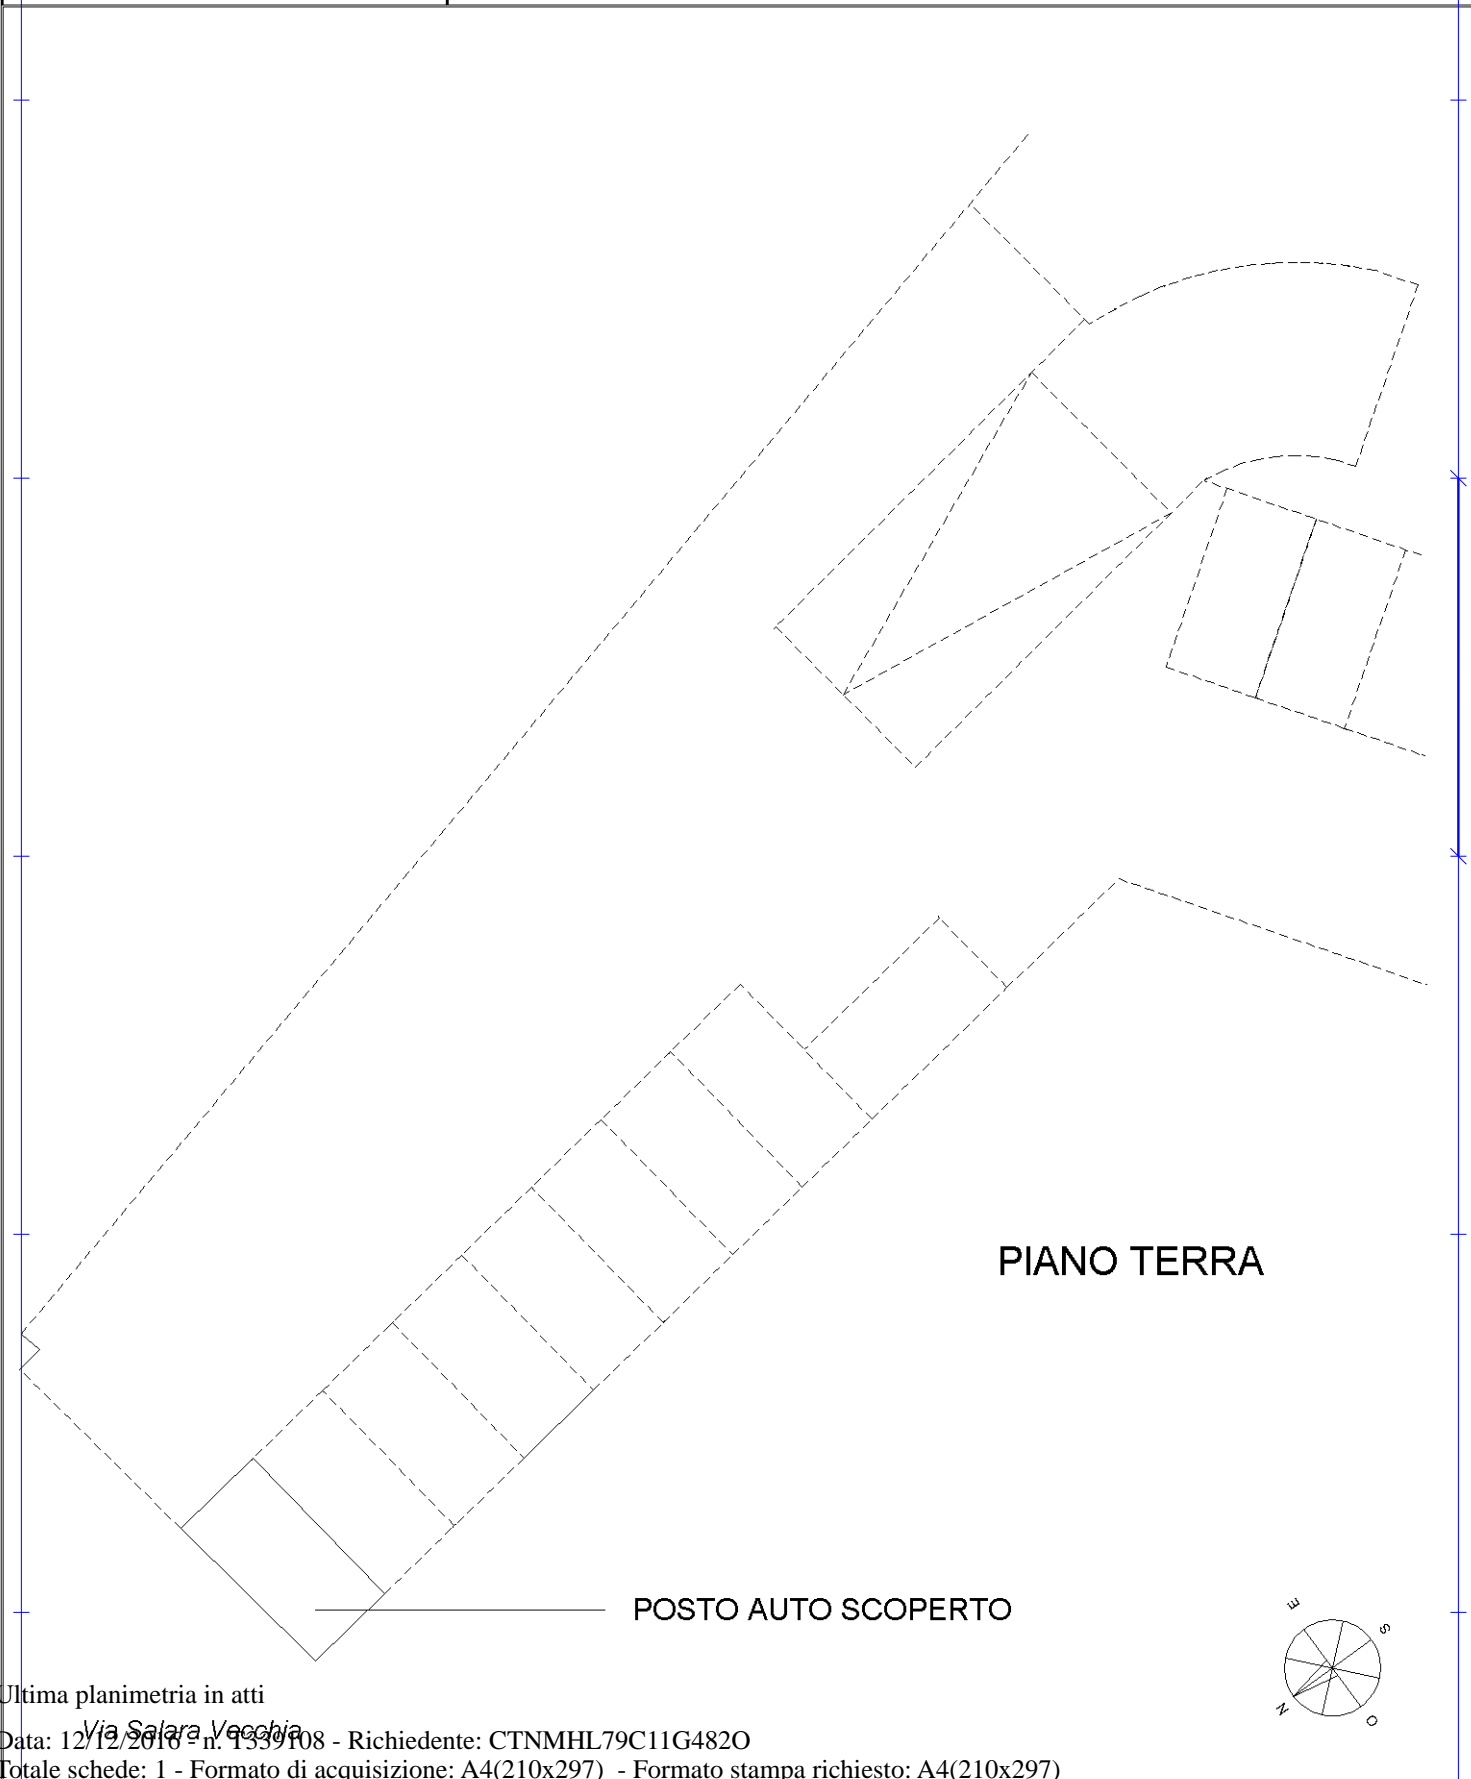 PIANO TERRA
POSTO AUTO SCOPERTO
E
S
N
O
Ultima planimetria in atti
Via Salara Vecchia
Data: 12/12/2016 - n. T339108 - Richiedente: CTNMHL79C11G482O
Totale schede: 1 - Formato di acquisizione: A4(210x297) - Formato stampa richiesto: A4(210x297)